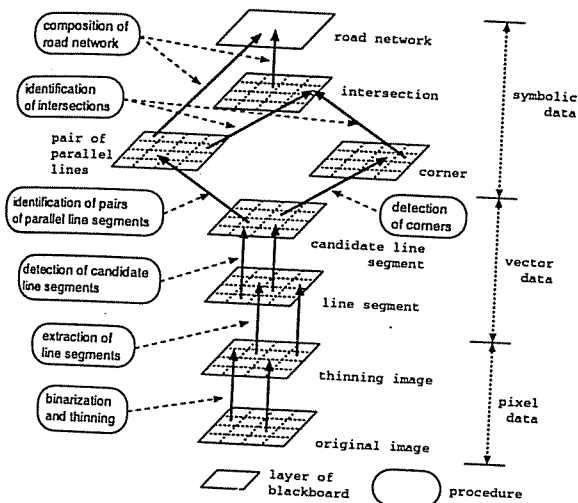 composition of
road network
road network
identification
of intersections
intersection
symbolic
data
pair of
parallel
lines
corner
identification of pairs
of parallel line segments
detection
of corners
candidate line
segment
vector
data
detection of candidate
line segments
line segment
extraction of
line segments
thinning image
pixel
data
binarization
and thinning
original image
layer of
blackboard
procedure